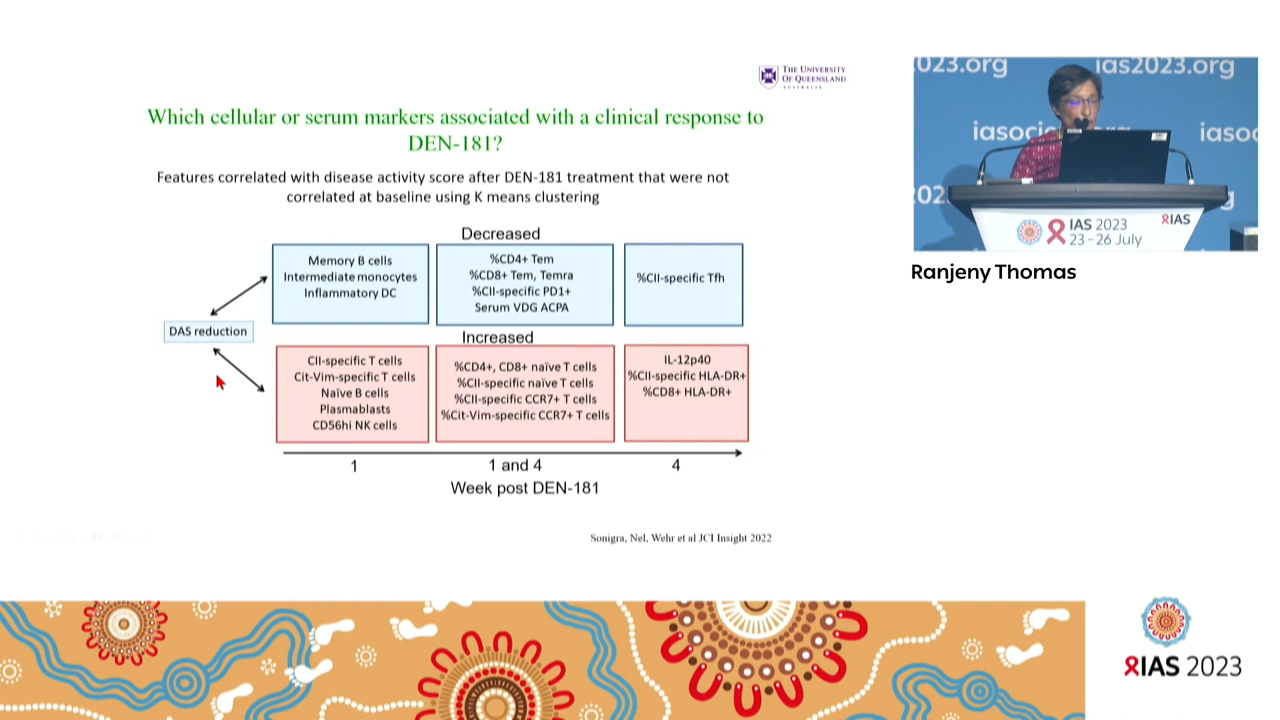 THE UNIVERSITY
OF QUEENSLAND
AUSTRALIA
Which cellular or serum markers associated with a clinical response to
DEN-181?
Features correlated with disease activity score after DEN-181 treatment that were not
correlated at baseline using K means clustering
Decreased
Memory B cells
Intermediate monocytes
Inflammatory DC
%CD4+ Tem
%CD8+ Tem, Temra
%CII-specific PD1+
Serum VDG ACPA
%CII-specific Tfh
DAS reduction
Increased
CII-specific T cells
Cit-Vim-specific T cells
Naïve B cells
Plasmablasts
CD56hi NK cells
%CD4+, CD8+ naïve T cells
%CII-specific naïve T cells
%CII-specific CCR7+ T cells
%Cit-Vim-specific CCR7+ T cells
IL-12p40
%CII-specific HLA-DR+
%CD8+ HLA-DR+
1
1 and 4
4
Week post DEN-181
Sonigra, Nel, Wehr et al JCI Insight 2022
023.org
ias2023.org
iasoc
IAS 2023
23-26 July
IAS
Ranjeny Thomas
IAS 2023